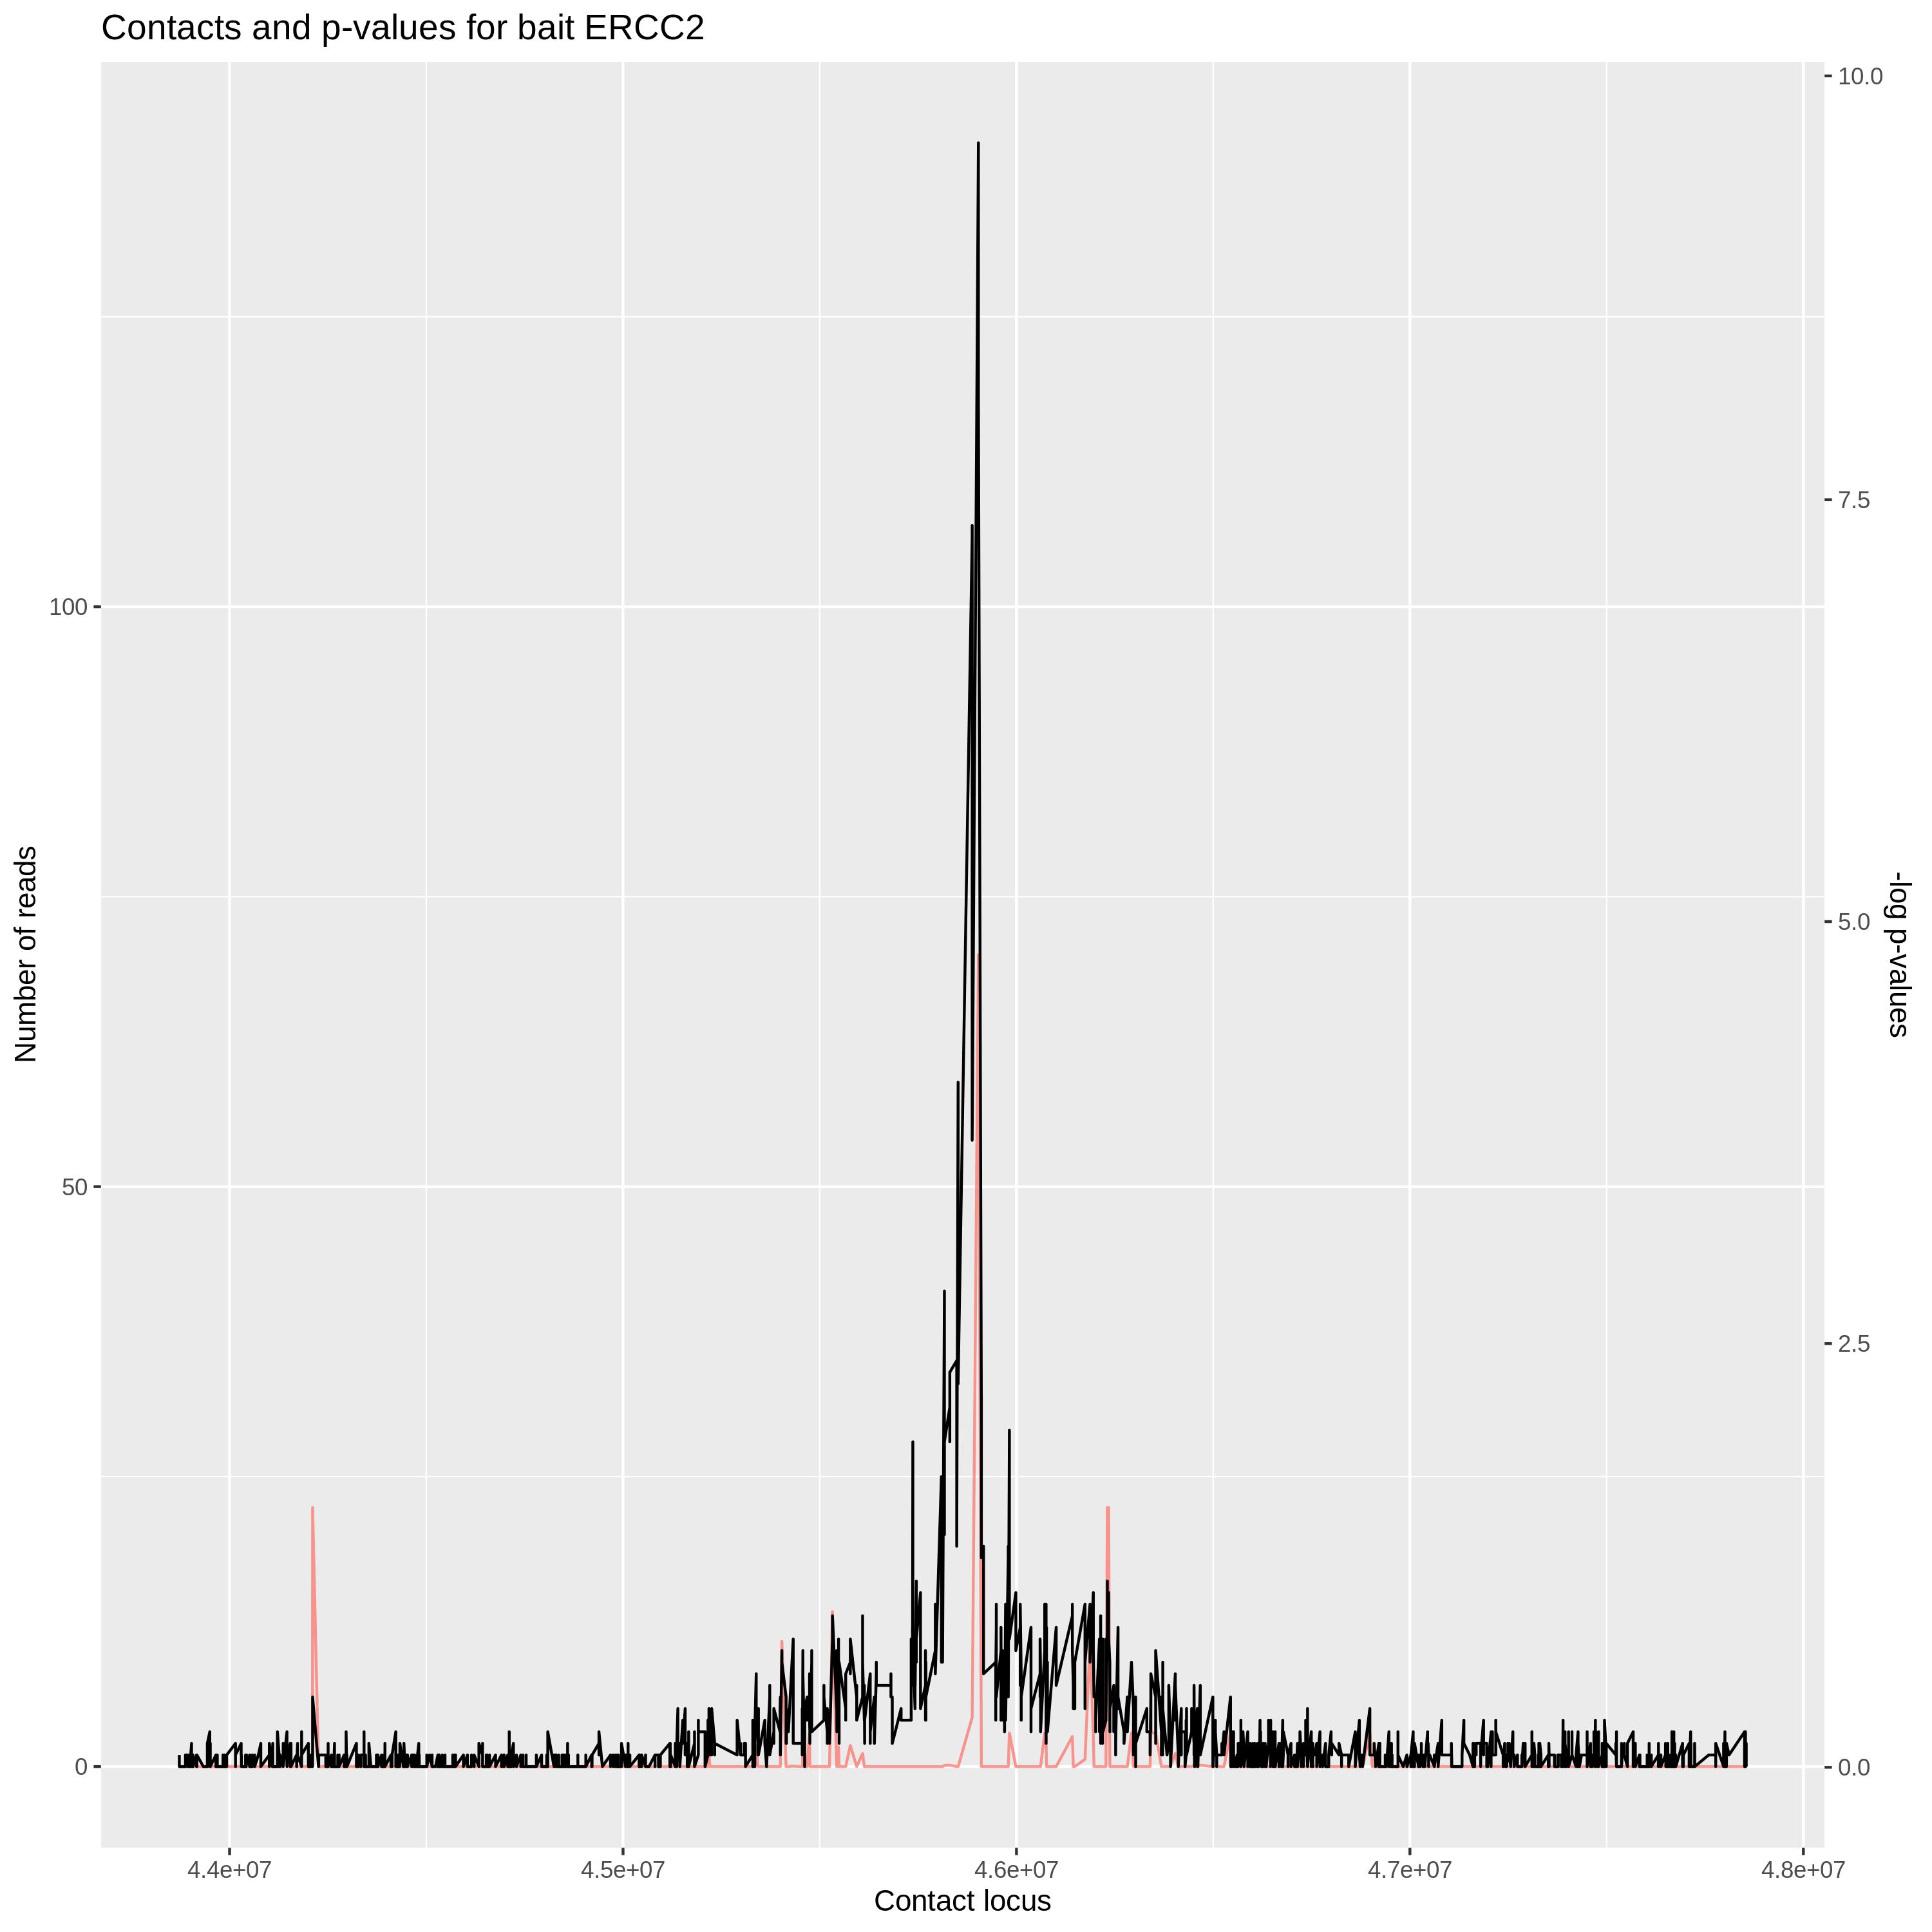 Contacts and p-values for bait ERCC2
10.0
7.5
100
5.0
Number of reads
-log p-values
50
2.5
0
0.0
4.4e+07 4.5e+07 4.6e+07 4.7e+07 4.8e+07
Contact locus